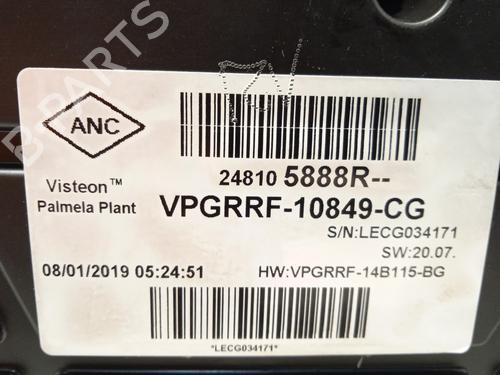 ANC
Visteon™
Palmela Plant
24810 5888R--
VPGRRF-10849-CG
S/N:LECG034171
SW:20.07.
08/01/2019 05:24:51
HW:VPGRRF-14B115-BG
*LECG034171*
B-PARTS